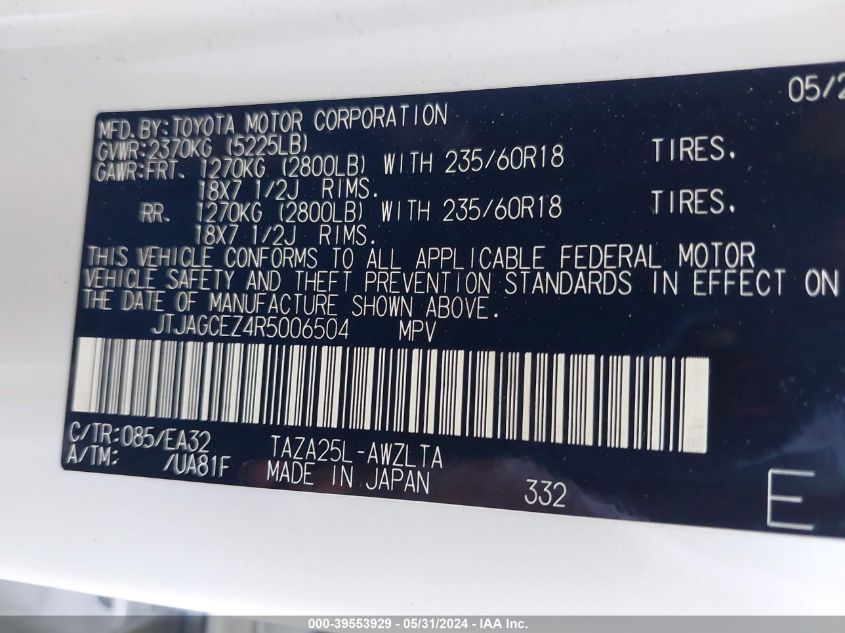 05/2
MFD.BY:TOYOTA MOTOR CORPORATION
GVWR:2370KG (5225LB)
GAWR:FRT. 1270KG (2800LB) WITH 235/60R18 TIRES.
18X7 1/2J RIMS.
RR. 1270KG (2800LB) WITH 235/60R18 TIRES.
18X7 1/2J RIMS.
THIS VEHICLE CONFORMS TO ALL APPLICABLE FEDERAL MOTOR
VEHICLE SAFETY AND THEFT PREVENTION STANDARDS IN EFFECT ON
THE DATE OF MANUFACTURE SHOWN ABOVE.
JTJAGCEZ4R5006504 MPV
C/TR:085/EA32 TAZA25L-AWZLTA
A/TM: /UA81F MADE IN JAPAN 332 E
000-39553929 - 05/31/2024 - IAA Inc.